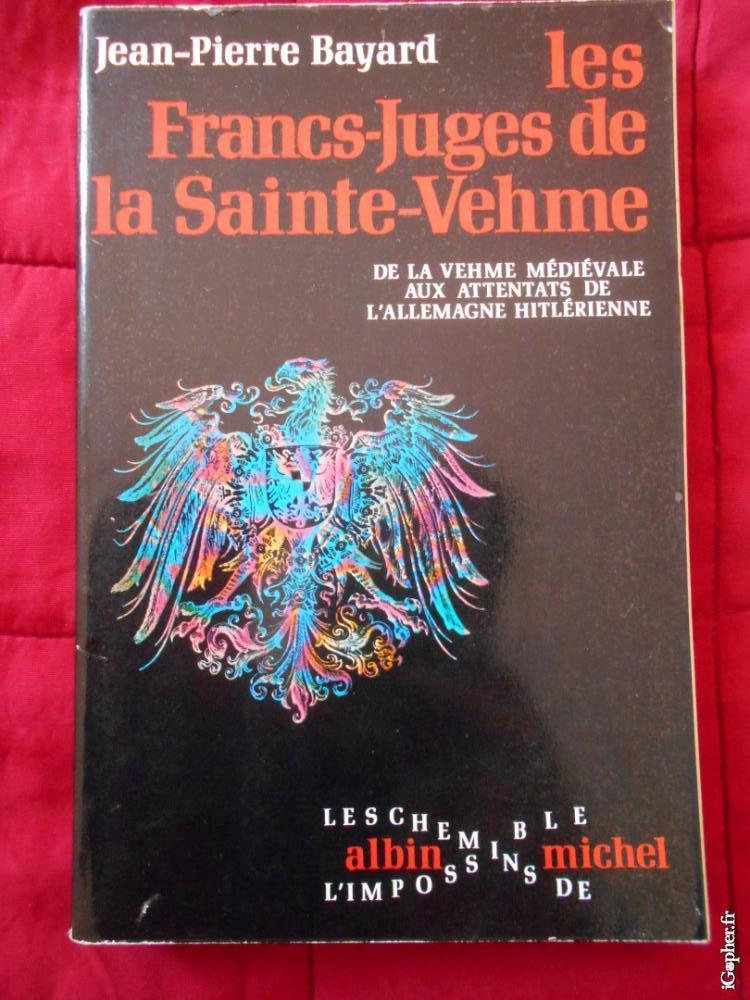 Jean-Pierre Bayard
les
Francs-Juges de
la Sainte-Vehme
DE LA VEHME MÉDIÉVALE
AUX ATTENTATS DE
L'ALLEMAGNE HITLÉRIENNE
LES CHEMINS DE
L'IMPOSSIBLE
albin michel
iGopher.fr